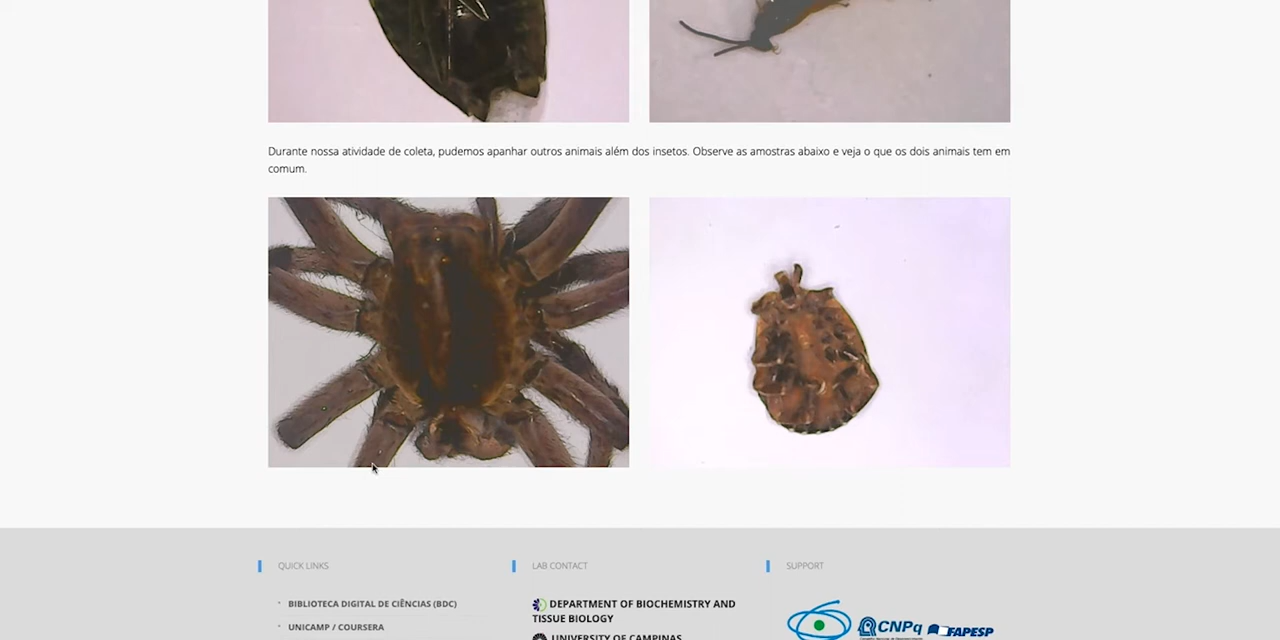 Durante nossa atividade de coleta, pudemos apanhar outros animais além dos insetos. Observe as amostras abaixo e veja o que os dois animais tem em
comum.
QUICK LINKS
LAB CONTACT
SUPPORT
BIBLIOTECA DIGITAL DE CIÊNCIAS (BDC)
DEPARTMENT OF BIOCHEMISTRY AND
TISSUE BIOLOGY
UNICAMP / COURSERA
UNIVERSITY OF CAMPINAS
CNPq
FAPESP